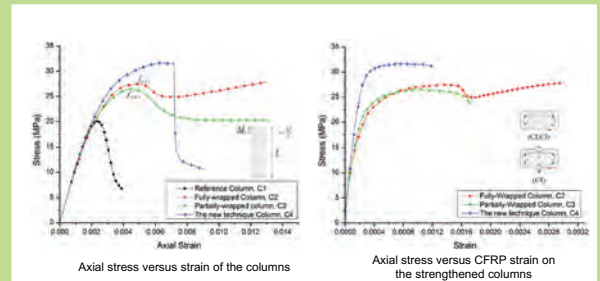 35
30
25
20
15
10
5
0
Stress (MPa)
0.000 0.002 0.004 0.006 0.008 0.010 0.012 0.014
Axial Strain
Reference Column, C1
Fully-wrapped Column, C2
Partially-wrapped Column, C3
The new technique Column, C4
Axial stress versus strain of the columns
35
30
25
20
15
10
5
0
Stress (MPa)
(C4)
Fully-Wrapped Column, C2
Partially-Wrapped Column, C3
The new technique Column, C4
0.0000 0.0004 0.0008 0.0012 0.0016 0.0020 0.0024 0.0028 0.0032
Strain
Axial stress versus CFRP strain on
the strengthened columns